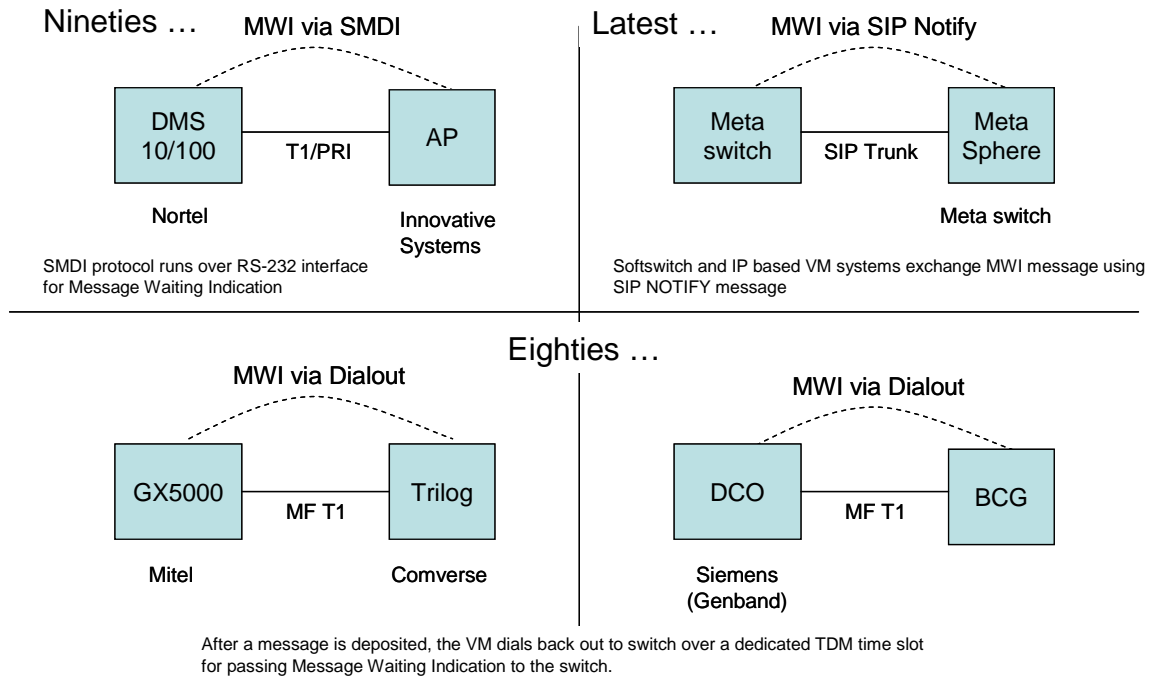 Nineties …
MWI via SMDI
DMS
10/100
T1/PRI
AP
Nortel
Innovative
Systems
SMDI protocol runs over RS-232 interface
for Message Waiting Indication
Latest …
MWI via SIP Notify
Meta
switch
SIP Trunk
Meta
Sphere
Meta switch
Softswitch and IP based VM systems exchange MWI message using
SIP NOTIFY message
Eighties …
MWI via Dialout
GX5000
MF T1
Trilog
Mitel
Comverse
MWI via Dialout
DCO
MF T1
BCG
Siemens
(Genband)
After a message is deposited, the VM dials back out to switch over a dedicated TDM time slot
for passing Message Waiting Indication to the switch.